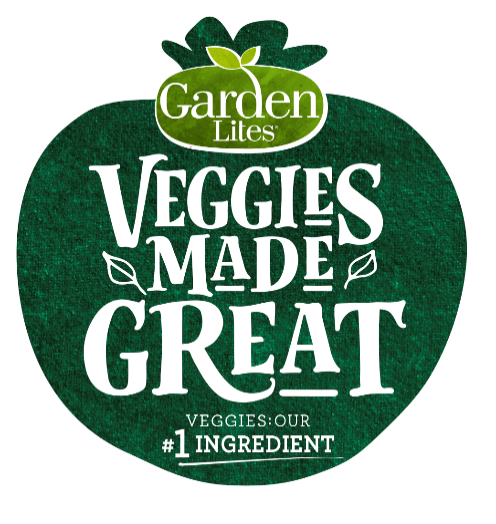 Garden
Lites®
VEGGIES
MADE
GREAT
VEGGIES:OUR
#1 INGREDIENT